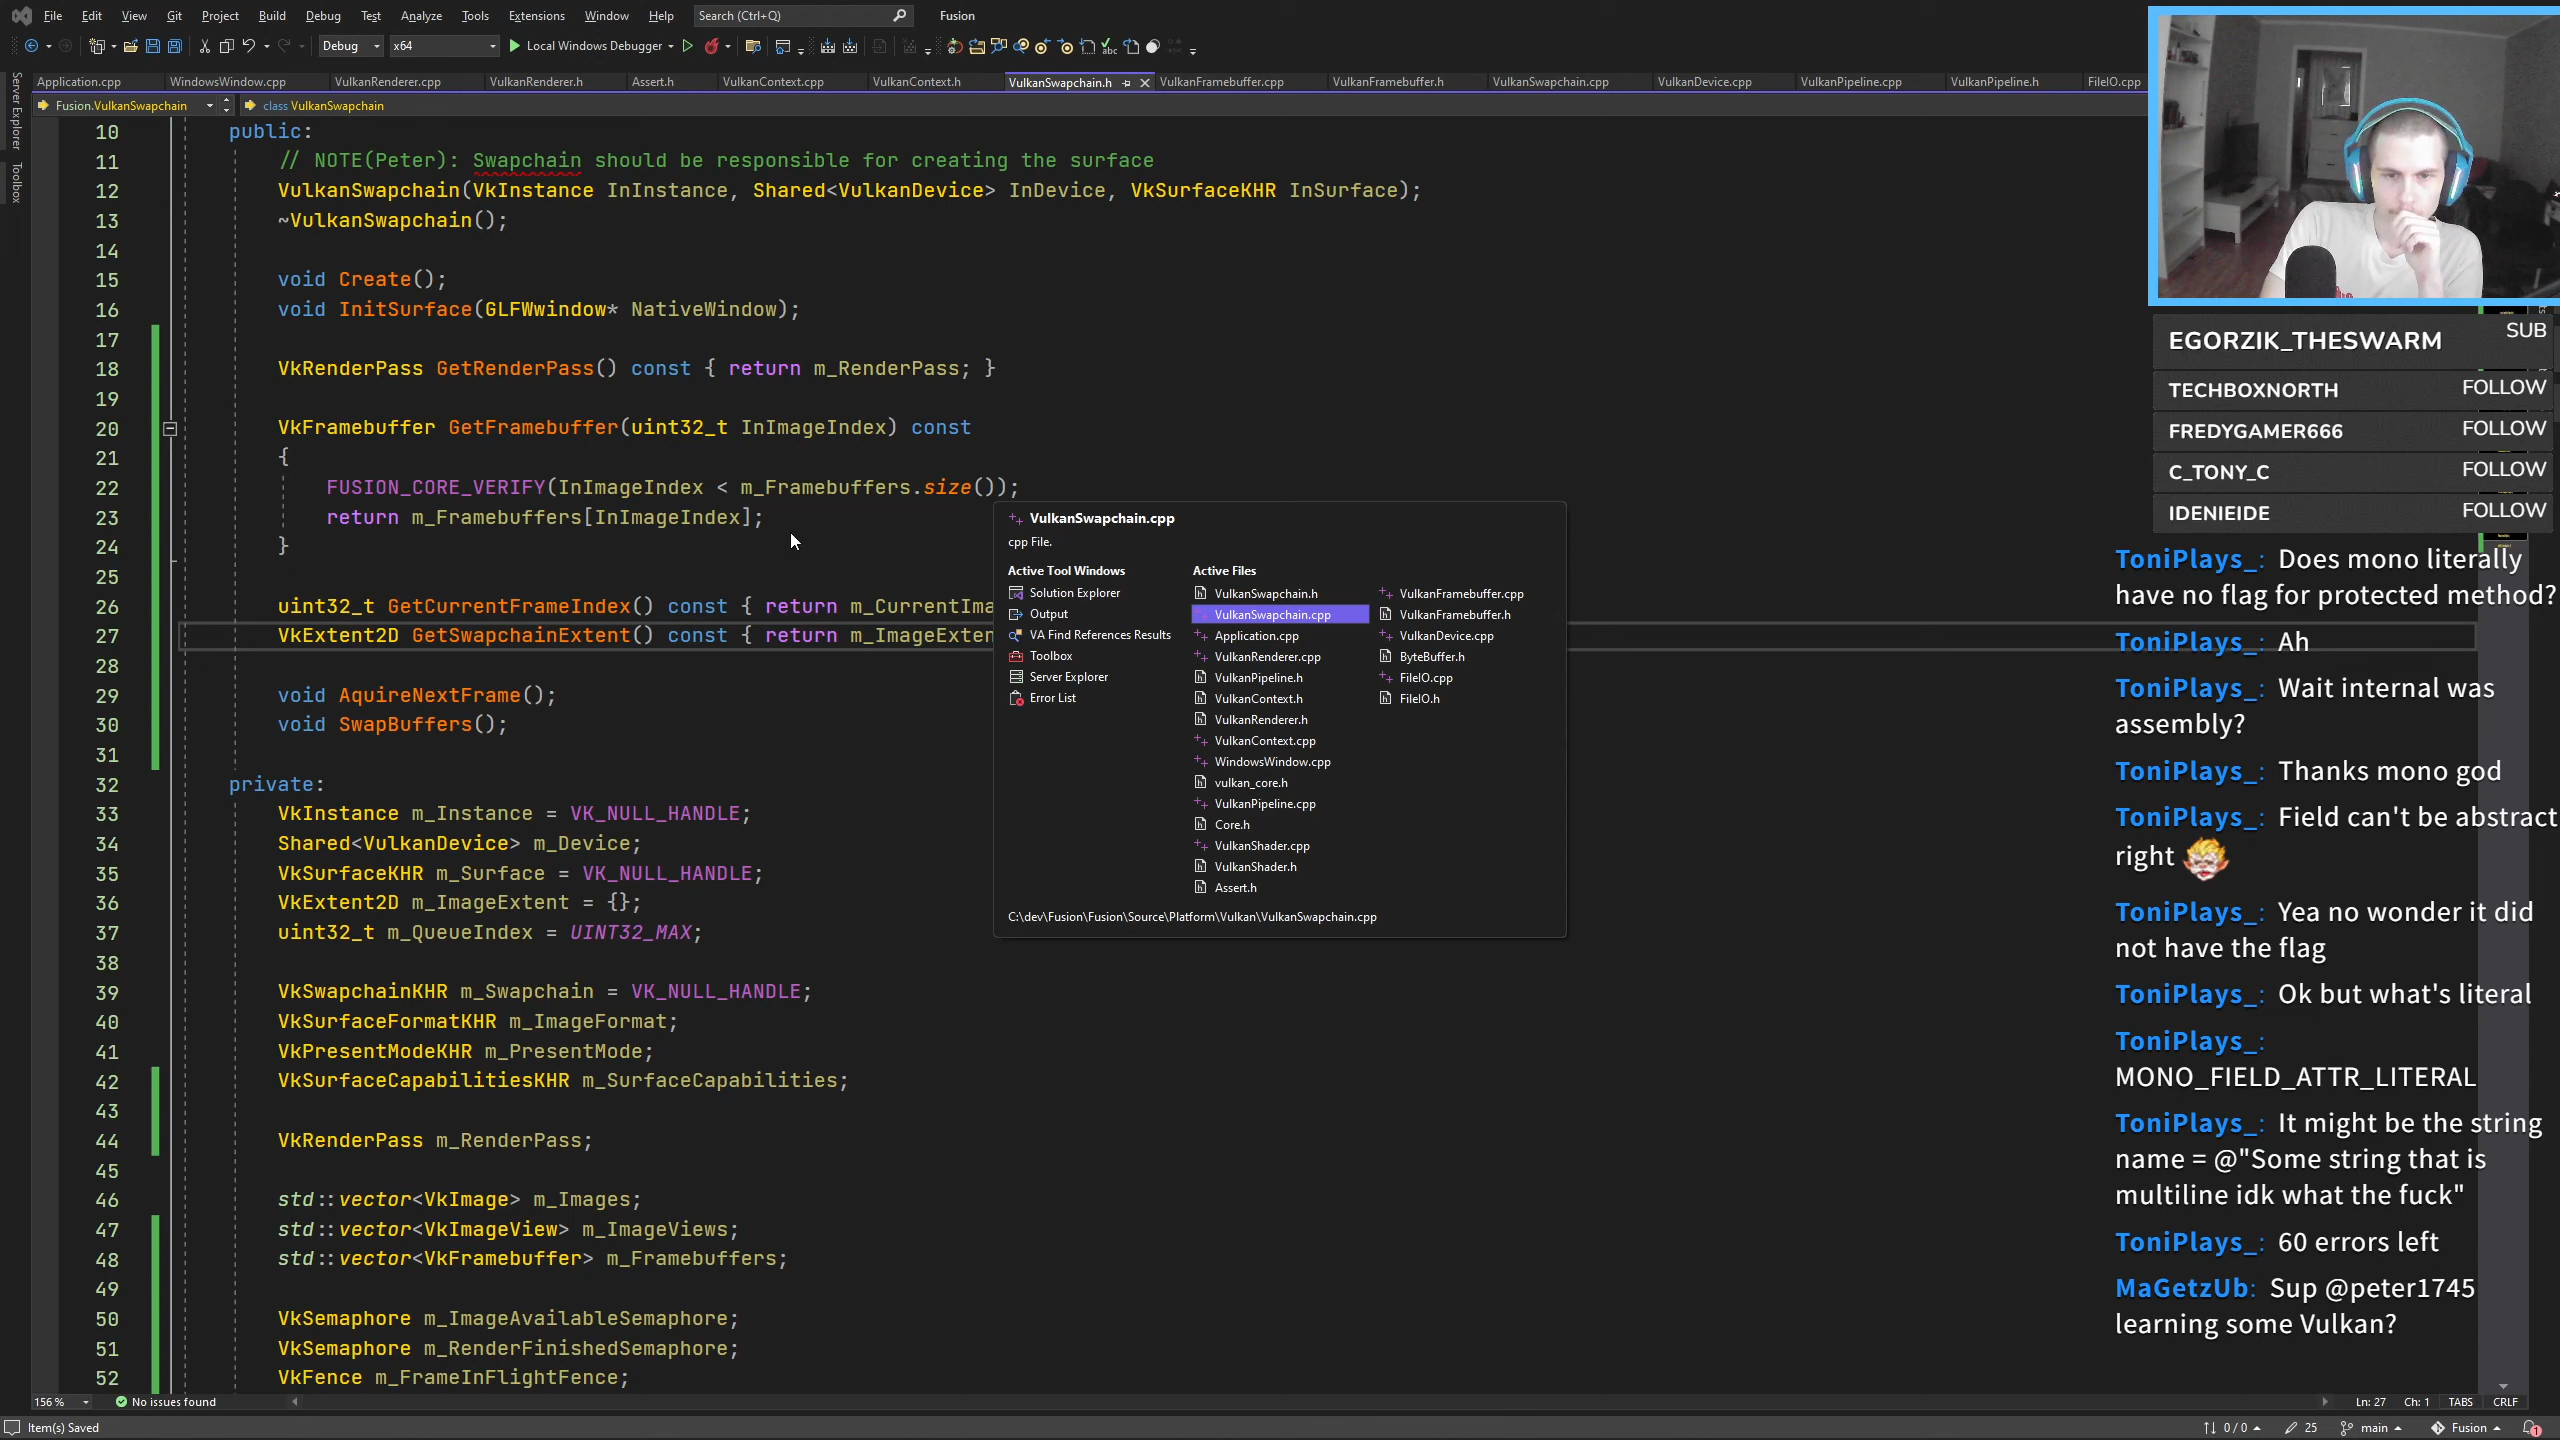 File Edit View Git Project Build Debug Test Analyze Tools Extensions Window Help Search (Ctrl+Q) Fusion
Debug x64 Local Windows Debugger
Application.cpp WindowsWindow.cpp VulkanRenderer.cpp VulkanRenderer.h Assert.h VulkanContext.cpp VulkanContext.h VulkanSwapchain.h VulkanFramebuffer.cpp VulkanFramebuffer.h VulkanSwapchain.cpp VulkanDevice.cpp VulkanPipeline.cpp VulkanPipeline.h FileIO.cpp
Fusion.VulkanSwapchain class VulkanSwapchain
Server Explorer
Toolbox
10 public:
11 // NOTE(Peter): Swapchain should be responsible for creating the surface
12 VulkanSwapchain(VkInstance InInstance, Shared<VulkanDevice> InDevice, VkSurfaceKHR InSurface);
13 ~VulkanSwapchain();
14
15 void Create();
16 void InitSurface(GLFWwindow* NativeWindow);
17
18 VkRenderPass GetRenderPass() const { return m_RenderPass; }
19
20 VkFramebuffer GetFramebuffer(uint32_t InImageIndex) const
21 {
22 FUSION_CORE_VERIFY(InImageIndex < m_Framebuffers.size());
23 return m_Framebuffers[InImageIndex];
24 }
25
26 uint32_t GetCurrentFrameIndex() const { return m_CurrentIma
27 VkExtent2D GetSwapchainExtent() const { return m_ImageExten
28
29 void AquireNextFrame();
30 void SwapBuffers();
31
32 private:
33 VkInstance m_Instance = VK_NULL_HANDLE;
34 Shared<VulkanDevice> m_Device;
35 VkSurfaceKHR m_Surface = VK_NULL_HANDLE;
36 VkExtent2D m_ImageExtent = {};
37 uint32_t m_QueueIndex = UINT32_MAX;
38
39 VkSwapchainKHR m_Swapchain = VK_NULL_HANDLE;
40 VkSurfaceFormatKHR m_ImageFormat;
41 VkPresentModeKHR m_PresentMode;
42 VkSurfaceCapabilitiesKHR m_SurfaceCapabilities;
43
44 VkRenderPass m_RenderPass;
45
46 std::vector<VkImage> m_Images;
47 std::vector<VkImageView> m_ImageViews;
48 std::vector<VkFramebuffer> m_Framebuffers;
49
50 VkSemaphore m_ImageAvailableSemaphore;
51 VkSemaphore m_RenderFinishedSemaphore;
52 VkFence m_FrameInFlightFence;
VulkanSwapchain.cpp
cpp File.
Active Tool Windows
Solution Explorer
Output
VA Find References Results
Toolbox
Server Explorer
Error List
Active Files
VulkanSwapchain.h
VulkanSwapchain.cpp
Application.cpp
VulkanRenderer.cpp
VulkanPipeline.h
VulkanContext.h
VulkanRenderer.h
VulkanContext.cpp
WindowsWindow.cpp
vulkan_core.h
VulkanPipeline.cpp
Core.h
VulkanShader.cpp
VulkanShader.h
Assert.h
VulkanFramebuffer.cpp
VulkanFramebuffer.h
VulkanDevice.cpp
ByteBuffer.h
FileIO.cpp
FileIO.h
C:\dev\Fusion\Fusion\Source\Platform\Vulkan\VulkanSwapchain.cpp
EGORZIK_THESWARM SUB
TECHBOXNORTH FOLLOW
FREDYGAMER666 FOLLOW
C_TONY_C FOLLOW
IDENIEIDE FOLLOW
ToniPlays_: Does mono literally
have no flag for protected method?
ToniPlays_: Ah
ToniPlays_: Wait internal was
assembly?
ToniPlays_: Thanks mono god
ToniPlays_: Field can't be abstract
right
ToniPlays_: Yea no wonder it did
not have the flag
ToniPlays_: Ok but what's literal
ToniPlays_:
MONO_FIELD_ATTR_LITERAL
ToniPlays_: It might be the string
name = @"Some string that is
multiline idk what the fuck"
ToniPlays_: 60 errors left
MaGetzUb: Sup @peter1745
learning some Vulkan?
156 % No issues found Ln: 27 Ch: 1 TABS CRLF
Item(s) Saved 0 / 0 25 main Fusion 1